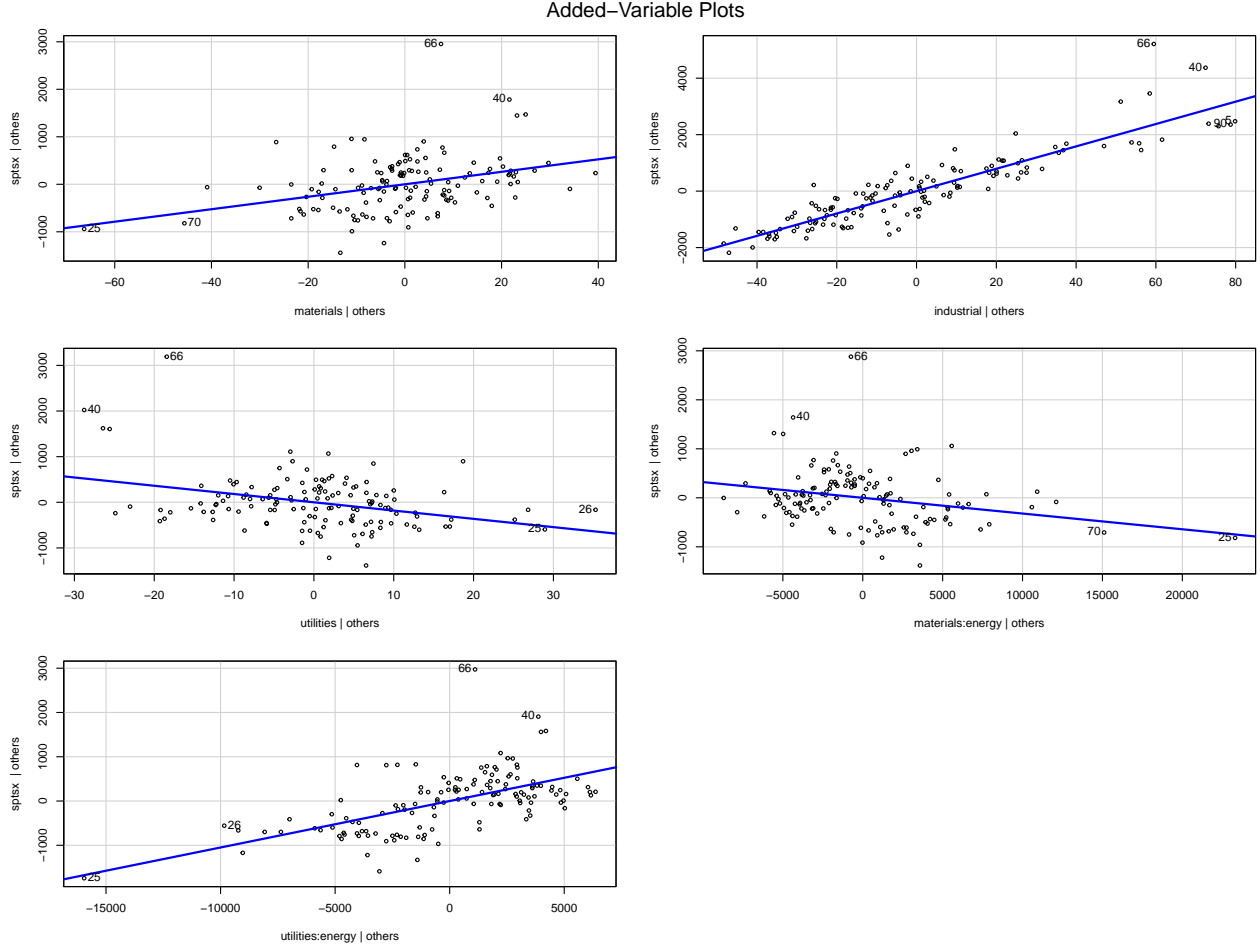 Added−Variable Plots
3000
2000
1000
0
−1000
sptsx | others
66
40
25
70
−60 −40 −20 0 20 40
materials | others
4000
2000
0
−2000
sptsx | others
66
40
90
5
−40 −20 0 20 40 60 80
industrial | others
3000
2000
1000
0
−1000
sptsx | others
66
40
26
25
−30 −20 −10 0 10 20 30
utilities | others
3000
2000
1000
0
−1000
sptsx | others
66
40
70
25
−5000 0 5000 10000 15000 20000
materials:energy | others
3000
2000
1000
0
−1000
sptsx | others
66
40
26
25
−15000 −10000 −5000 0 5000
utilities:energy | others